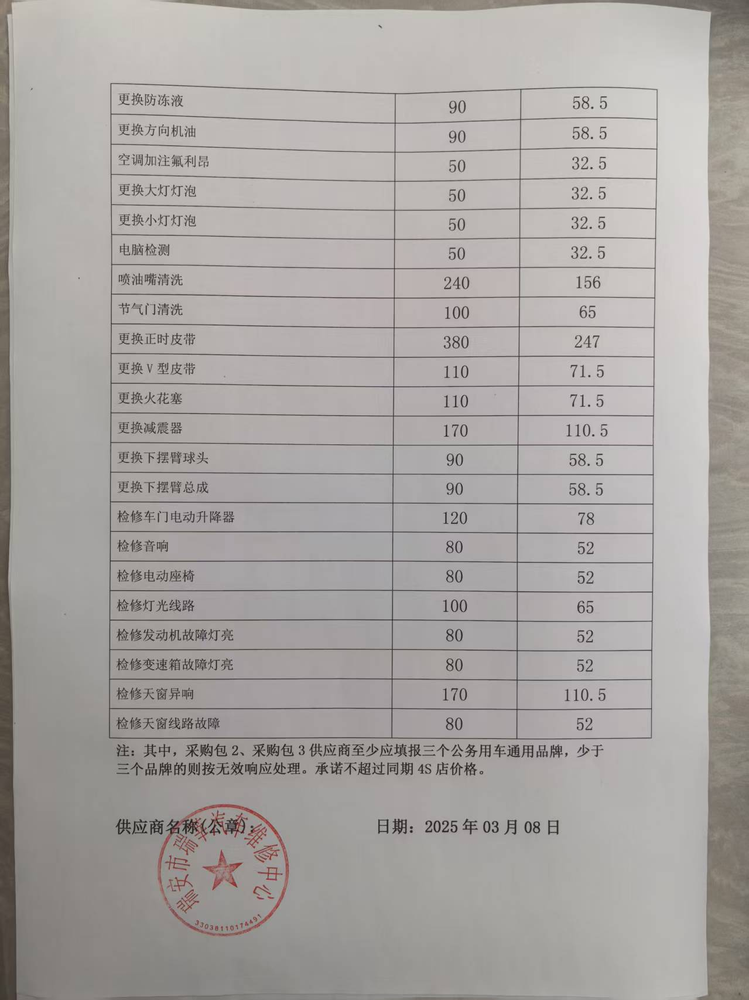 更换防冻液 90 58.5
更换方向机油 90 58.5
空调加注氟利昂 50 32.5
更换大灯灯泡 50 32.5
更换小灯灯泡 50 32.5
电脑检测 50 32.5
喷油嘴清洗 240 156
节气门清洗 100 65
更换正时皮带 380 247
更换 V 型皮带 110 71.5
更换火花塞 110 71.5
更换减震器 170 110.5
更换下摆臂球头 90 58.5
更换下摆臂总成 90 58.5
检修车门电动升降器 120 78
检修音响 80 52
检修电动座椅 80 52
检修灯光线路 100 65
检修发动机故障灯亮 80 52
检修变速箱故障灯亮 80 52
检修天窗异响 170 110.5
检修天窗线路故障 80 52
注：其中，采购包 2、采购包 3 供应商至少应填报三个公务用车通用品牌，少于
三个品牌的则按无效响应处理。承诺不超过同期 4S 店价格。
供应商名称(公章)： 日期：2025 年 03 月 08 日
瑞安市瑞华汽车维修中心
33038110174491